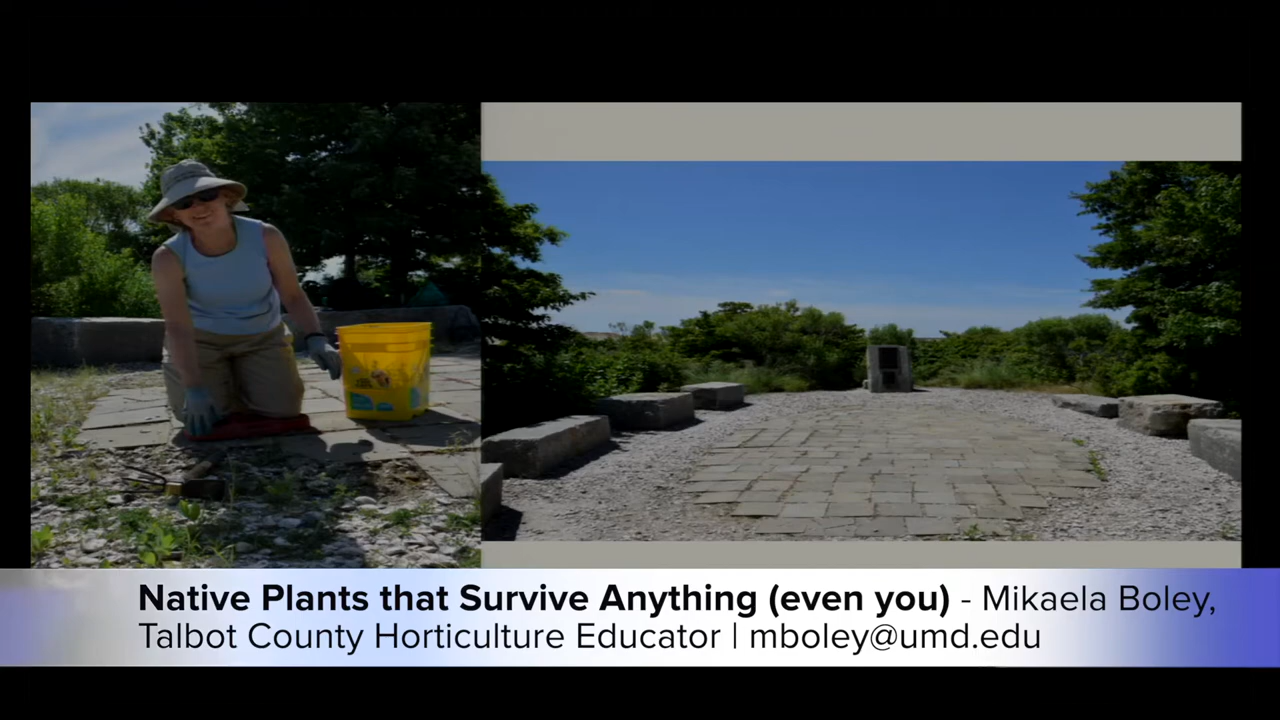 Native Plants that Survive Anything (even you) - Mikaela Boley,
Talbot County Horticulture Educator | mboley@umd.edu